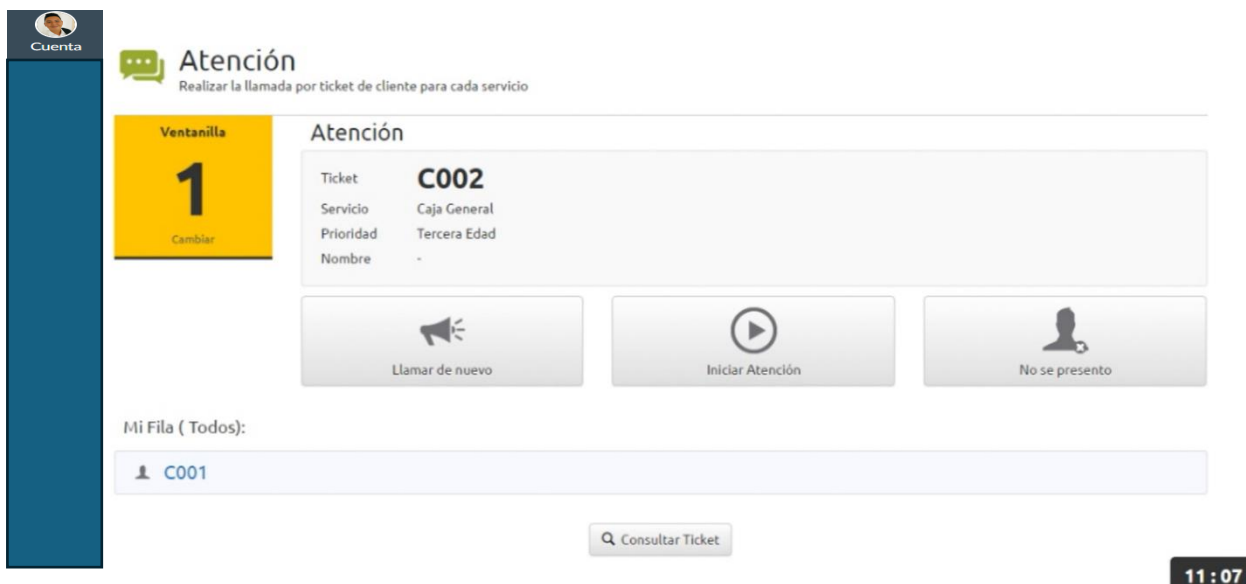 Cuenta
Atención
Realizar la llamada por ticket de cliente para cada servicio
Ventanilla
1
Cambiar
Atención
Ticket C002
Servicio Caja General
Prioridad Tercera Edad
Nombre -
Llamar de nuevo
Iniciar Atención
No se presento
Mi Fila ( Todos):
C001
Consultar Ticket
11:07